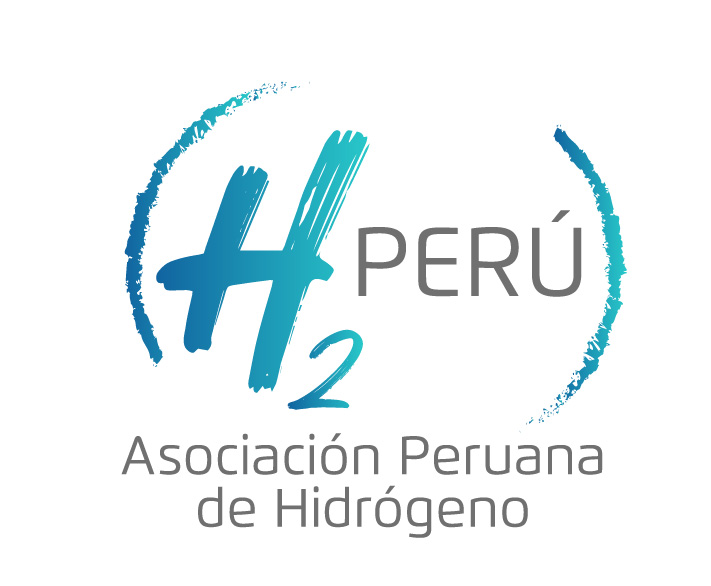 H2 PERÚ
Asociación Peruana
de Hidrógeno